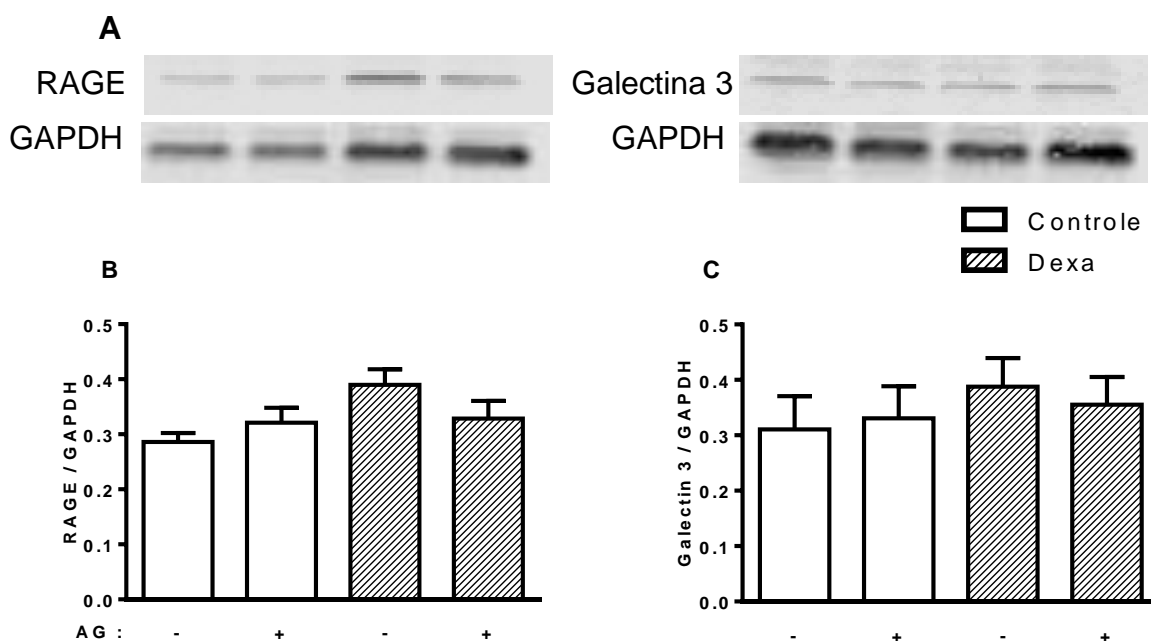 A
RAGE
GAPDH
Galectina 3
GAPDH
Controle
Dexa
B
RAGE / GAPDH
0.5
0.4
0.3
0.2
0.1
0.0
AG : - + - +
C
Galectin 3 / GAPDH
0.5
0.4
0.3
0.2
0.1
0.0
- + - +